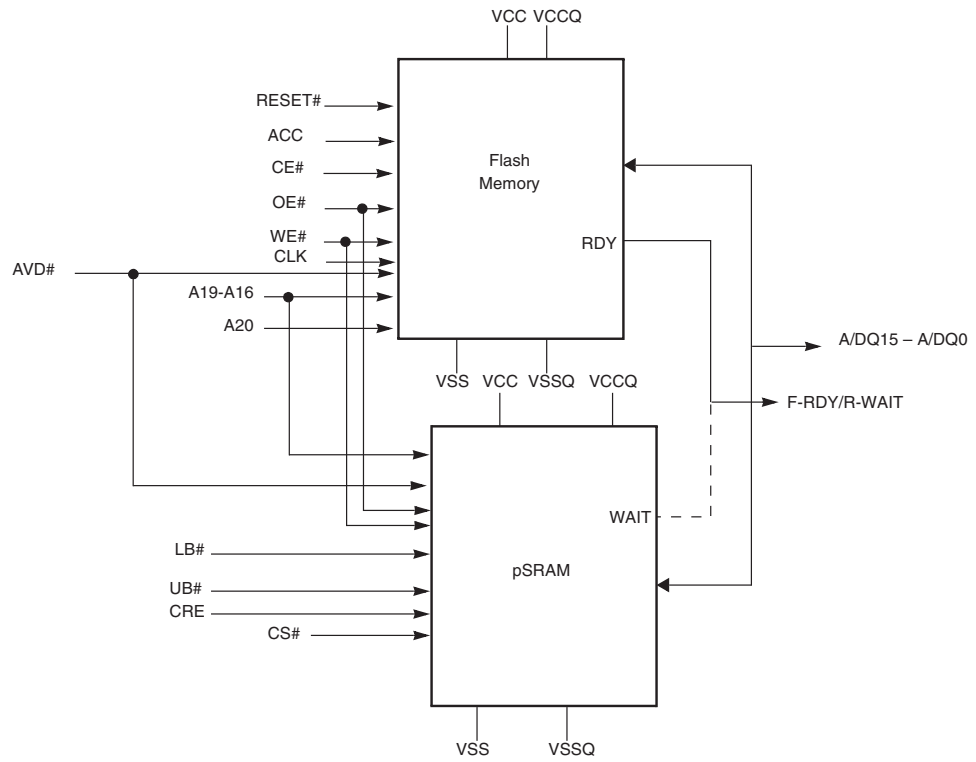 VCC VCCQ
RESET#
ACC
CE#
OE#
WE#
CLK
AVD#
A19-A16
A20
Flash
Memory
RDY
VSS VSSQ
VCC VCCQ
A/DQ15 – A/DQ0
F-RDY/R-WAIT
WAIT
pSRAM
LB#
UB#
CRE
CS#
VSS VSSQ